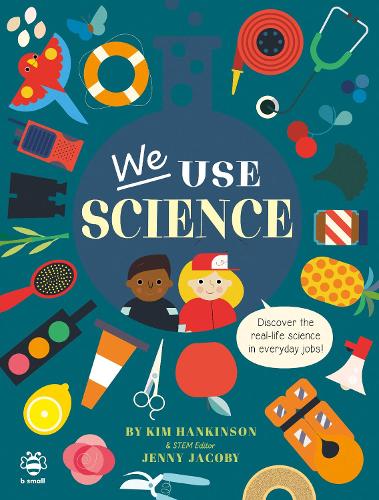 We
USE
SCIENCE
Discover the
real-life science
in everyday jobs!
BY KIM HANKINSON
& STEM Editor
JENNY JACOBY
b small